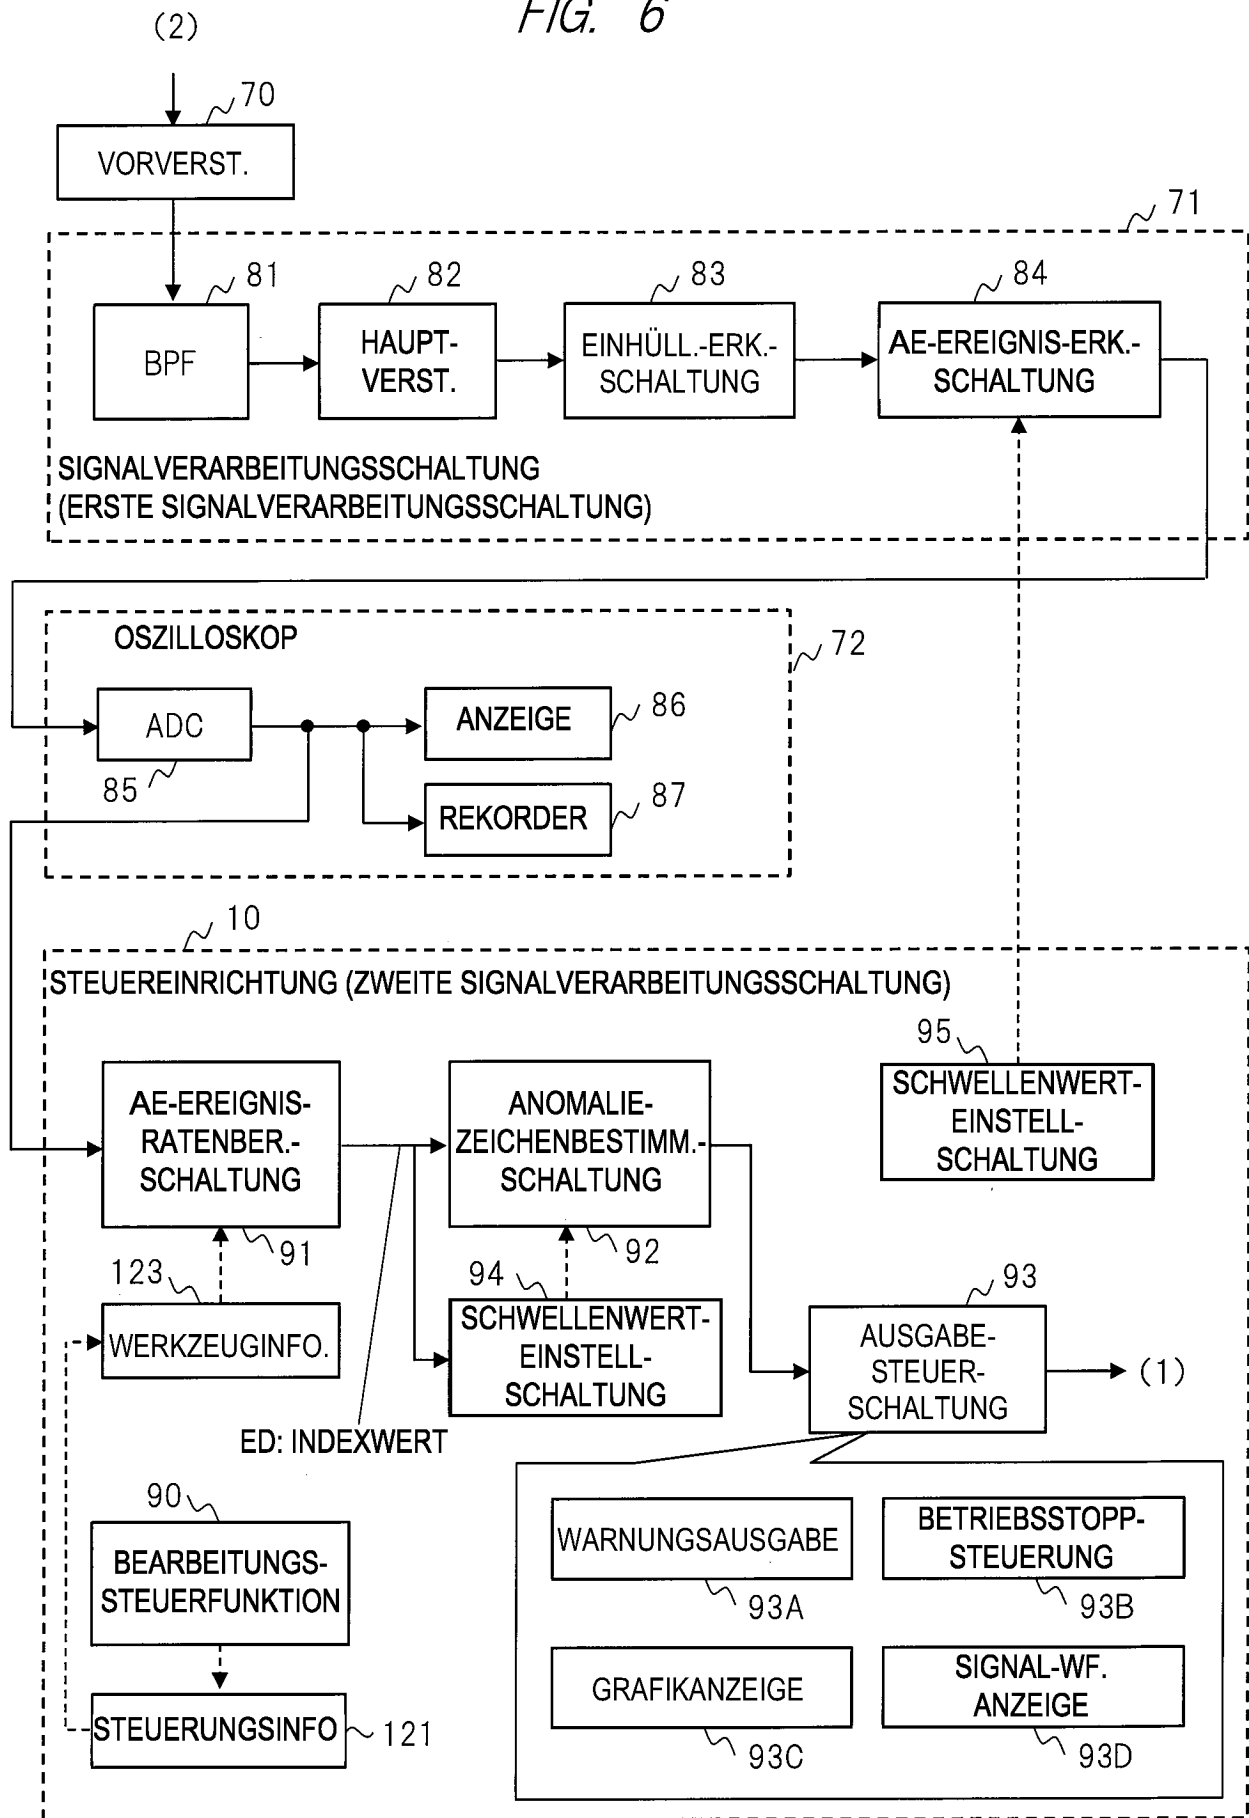 FIG. 6
(2)
70
VORVERST.
71
81
82
83
84
BPF
HAUPT-
VERST.
EINHÜLL.-ERK.-
SCHALTUNG
AE-EREIGNIS-ERK.-
SCHALTUNG
SIGNALVERARBEITUNGSSCHALTUNG
(ERSTE SIGNALVERARBEITUNGSSCHALTUNG)
OSZILLOSKOP
72
ADC
85
ANZEIGE
86
REKORDER
87
10
STEUEREINRICHTUNG (ZWEITE SIGNALVERARBEITUNGSSCHALTUNG)
95
SCHWELLENWERT-
EINSTELL-
SCHALTUNG
AE-EREIGNIS-
RATENBER.-
SCHALTUNG
91
ANOMALIE-
ZEICHENBESTIMM.-
SCHALTUNG
92
123
WERKZEUGINFO.
94
SCHWELLENWERT-
EINSTELL-
SCHALTUNG
93
AUSGABE-
STEUER-
SCHALTUNG
(1)
ED: INDEXWERT
90
BEARBEITUNGS-
STEUERFUNKTION
STEUERUNGSINFO
121
WARNUNGSAUSGABE
93A
BETRIEBSSTOPP-
STEUERUNG
93B
GRAFIKANZEIGE
93C
SIGNAL-WF.
ANZEIGE
93D